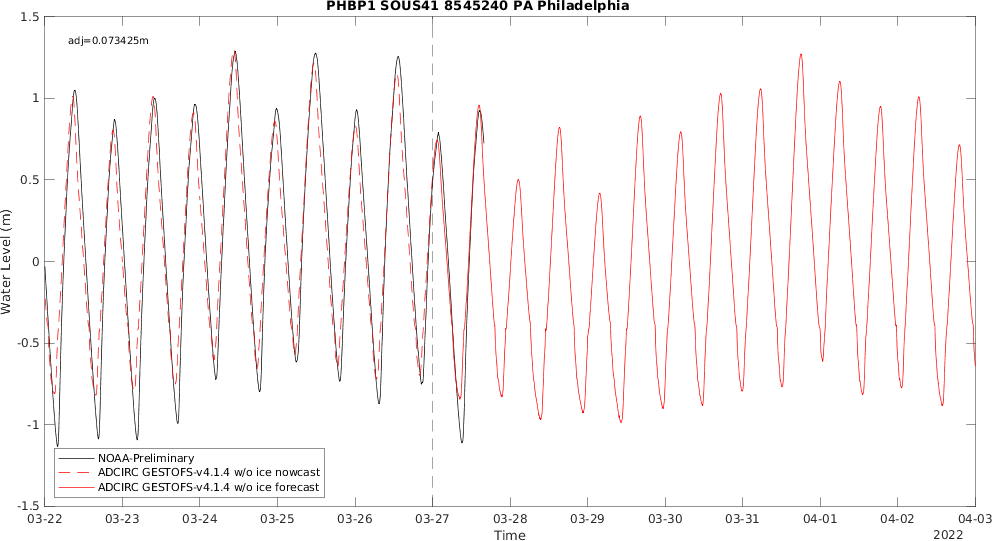 PHBP1 SOUS41 8545240 PA Philadelphia
1.5
adj=0.073425m
1
0.5
0
-0.5
-1
-1.5
Water Level (m)
NOAA-Preliminary
ADCIRC GESTOFS-v4.1.4 w/o ice nowcast
ADCIRC GESTOFS-v4.1.4 w/o ice forecast
03-22 03-23 03-24 03-25 03-26 03-27 03-28 03-29 03-30 03-31 04-01 04-02 04-03
Time
2022